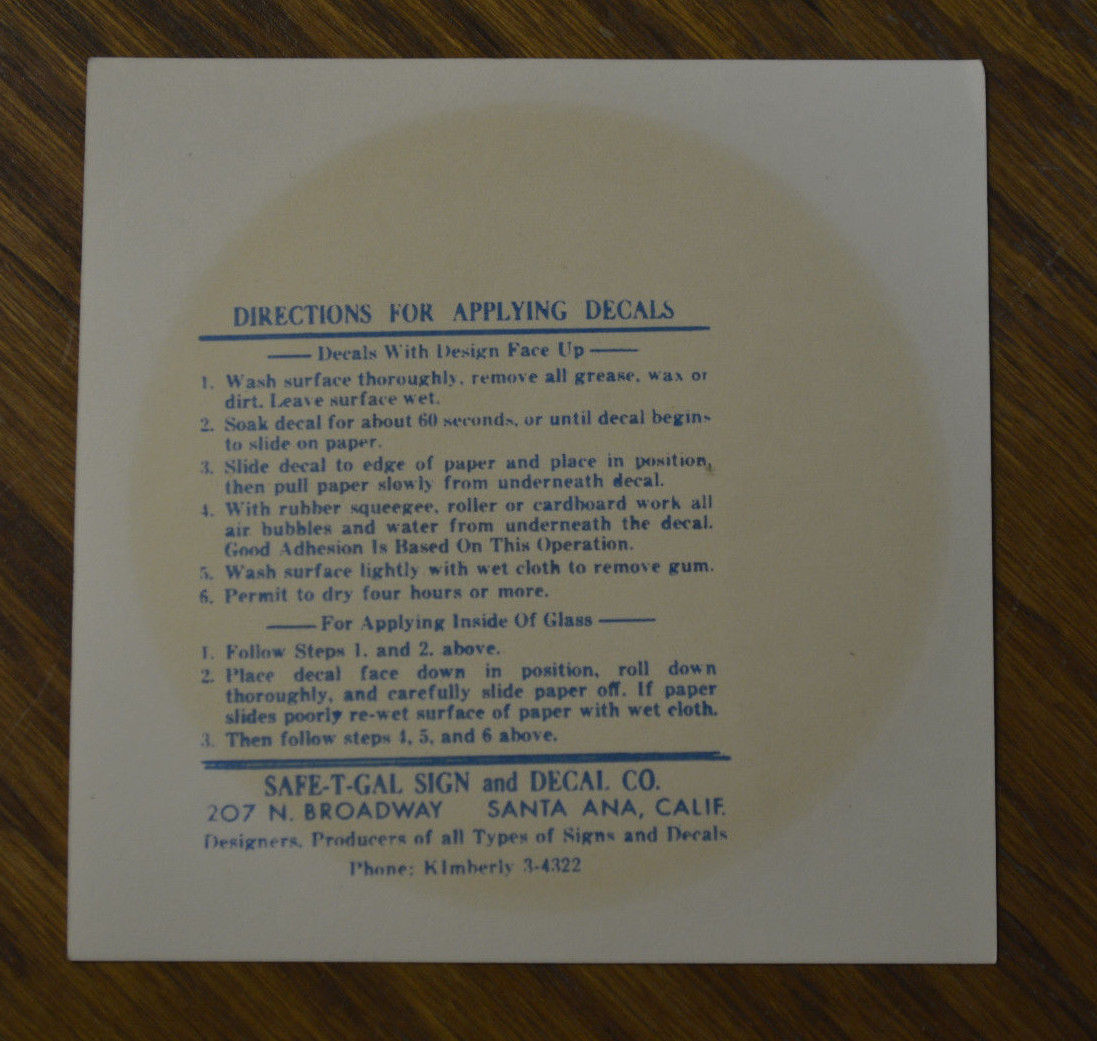 DIRECTIONS FOR APPLYING DECALS
Decals With Design Face Up
1. Wash surface thoroughly, remove all grease, wax or
dirt. Leave surface wet.
2. Soak decal for about 60 seconds, or until decal begins
to slide on paper.
3. Slide decal to edge of paper and place in position,
then pull paper slowly from underneath decal.
4. With rubber squeegee, roller or cardboard work all
air bubbles and water from underneath the decal.
Good Adhesion Is Based On This Operation.
5. Wash surface lightly with wet cloth to remove gum.
6. Permit to dry four hours or more.
For Applying Inside Of Glass
1. Follow Steps 1. and 2. above.
2. Place decal face down in position, roll down
thoroughly, and carefully slide paper off. If paper
slides poorly re-wet surface of paper with wet cloth.
3. Then follow steps 4, 5, and 6 above.
SAFE-T-GAL SIGN and DECAL CO.
207 N. BROADWAY SANTA ANA, CALIF.
Designers, Producers of all Types of Signs and Decals
Phone: KImberly 3-4322